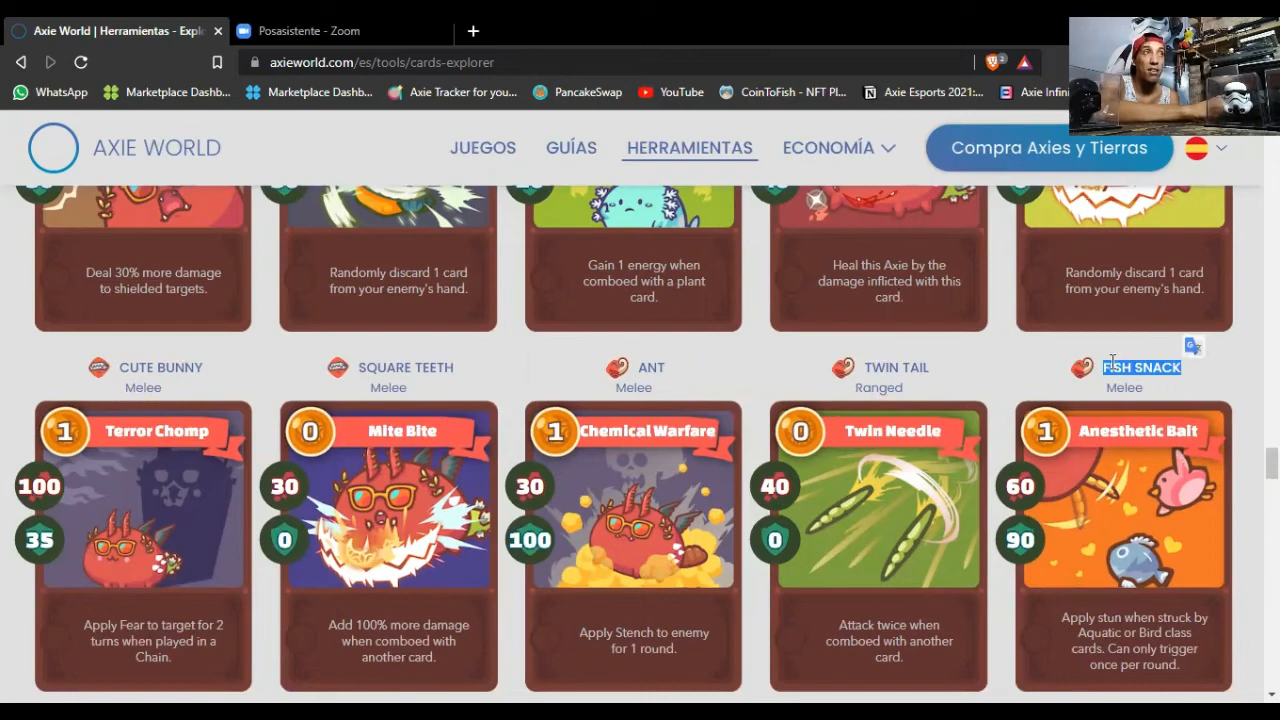 Axie World | Herramientas - Expl
Posasistente - Zoom
axieworld.com/es/tools/cards-explorer
2
WhatsApp
Marketplace Dashb...
Marketplace Dashb...
Axie Tracker for you...
PancakeSwap
YouTube
CoinToFish - NFT Pl...
Axie Esports 2021:...
Axie Infini
AXIE WORLD
JUEGOS
GUÍAS
HERRAMIENTAS
ECONOMÍA
Compra Axies y Tierras
Deal 30% more damage
to shielded targets.
Randomly discard 1 card
from your enemy's hand.
Gain 1 energy when
comboed with a plant
card.
Heal this Axie by the
damage inflicted with this
card.
Randomly discard 1 card
from your enemy's hand.
CUTE BUNNY
Melee
1
Terror Chomp
100
35
Apply Fear to target for 2
turns when played in a
Chain.
SQUARE TEETH
Melee
0
Mite Bite
30
0
Add 100% more damage
when comboed with
another card.
ANT
Melee
1
Chemical Warfare
30
100
Apply Stench to enemy
for 1 round.
TWIN TAIL
Ranged
0
Twin Needle
40
0
Attack twice when
comboed with another
card.
FISH SNACK
Melee
1
Anesthetic Bait
60
90
Apply stun when struck by
Aquatic or Bird class
cards. Can only trigger
once per round.